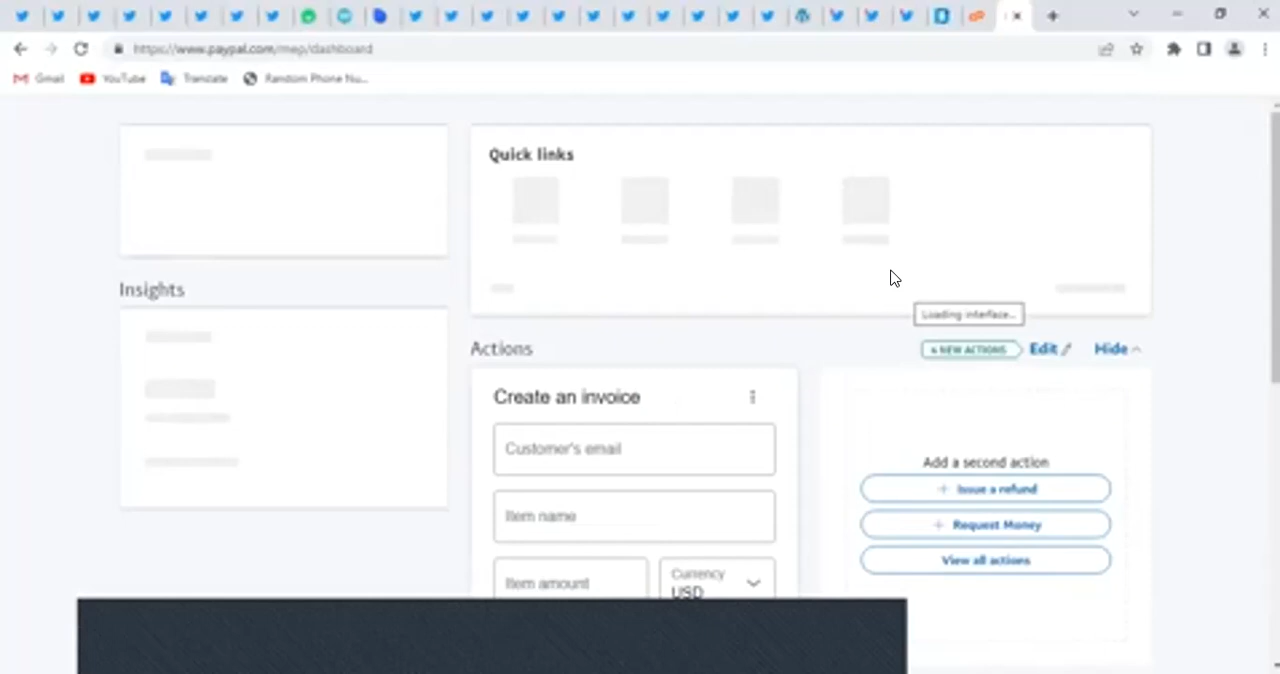 https://www.paypal.com/mep/dashboard
Gmail
YouTube
Translate
Random Phone Nu...
Quick links
Insights
Loading interface...
Actions
NEW ACTIONS
Edit
Hide
Create an invoice
Customer's email
Add a second action
+ Issue a refund
Item name
+ Request Money
View all actions
Item amount
Currency
USD